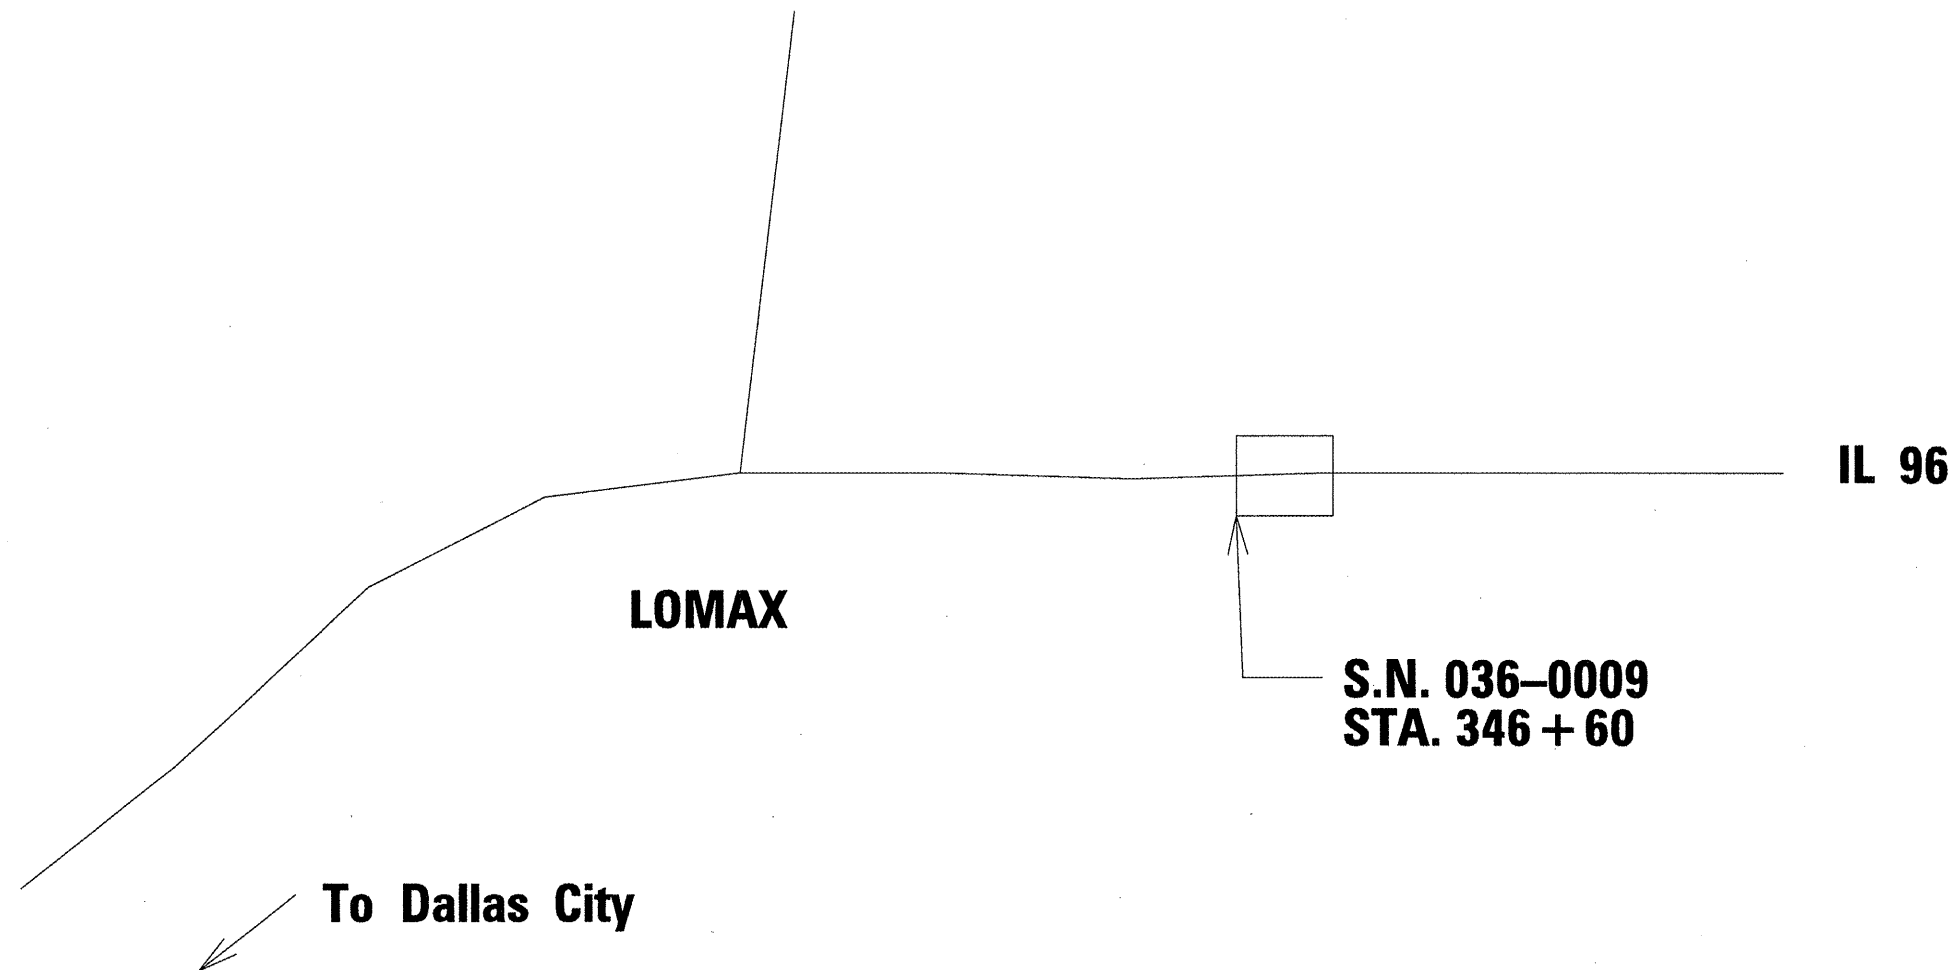 IL 96
LOMAX
S.N. 036–0009
STA. 346 + 60
To Dallas City